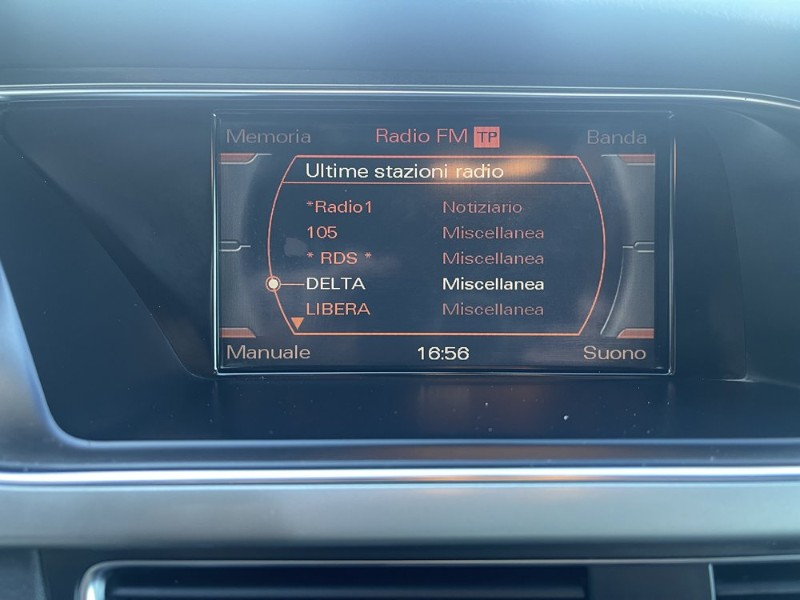 Memoria Radio FM TP Banda
Ultime stazioni radio
*Radio1 Notiziario
105 Miscellanea
* RDS * Miscellanea
DELTA Miscellanea
LIBERA Miscellanea
Manuale 16:56 Suono